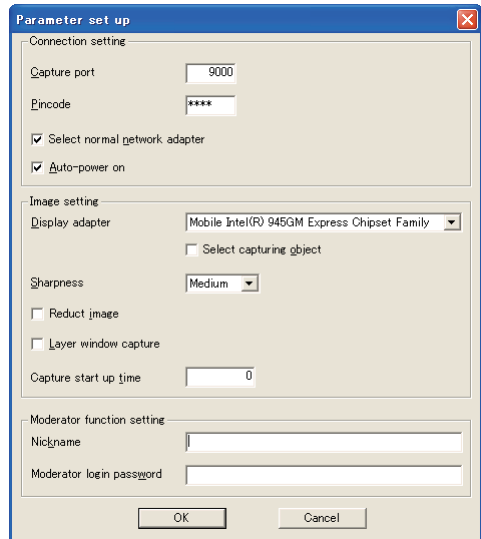 Parameter set up
Connection setting
Capture port 9000
Pincode ****
Select normal network adapter
Auto-power on
Image setting
Display adapter Mobile Intel(R) 945GM Express Chipset Family
Select capturing object
Sharpness Medium
Reduct image
Layer window capture
Capture start up time 0
Moderator function setting
Nickname
Moderator login password
OK Cancel